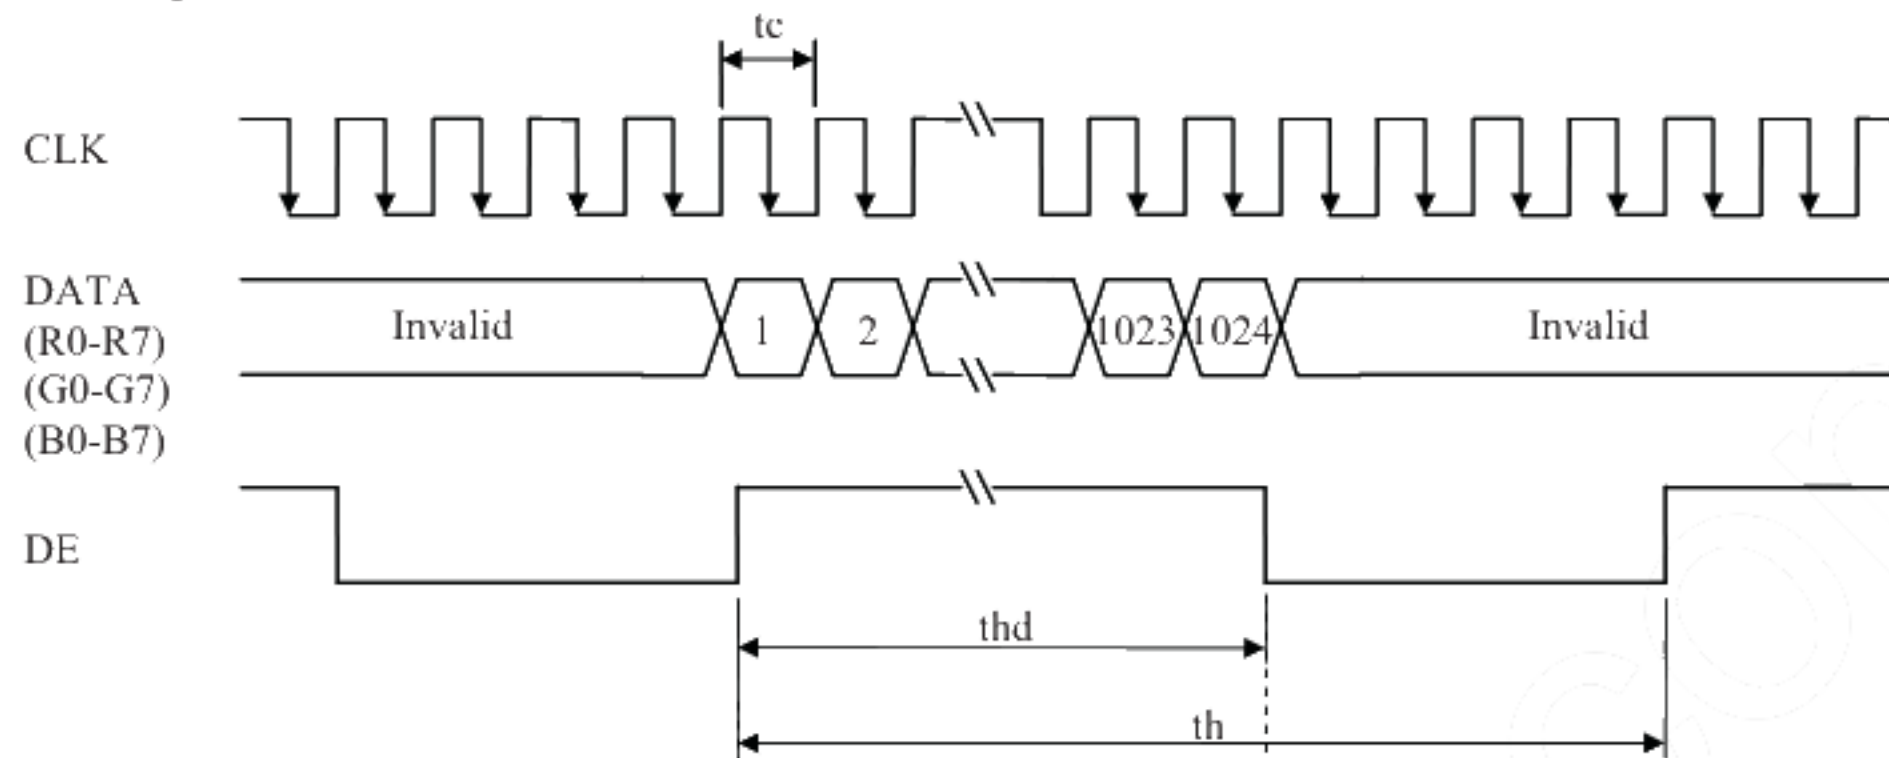 tc
CLK
DATA
(R0-R7)
(G0-G7)
(B0-B7)
Invalid
1
2
1023
1024
Invalid
DE
thd
th